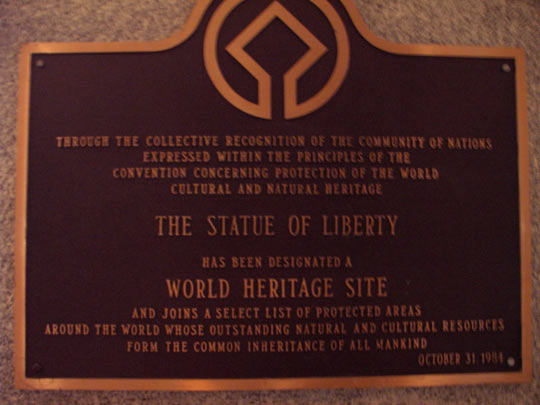 THROUGH THE COLLECTIVE RECOGNITION OF THE COMMUNITY OF NATIONS
EXPRESSED WITHIN THE PRINCIPLES OF THE
CONVENTION CONCERNING PROTECTION OF THE WORLD
CULTURAL AND NATURAL HERITAGE
THE STATUE OF LIBERTY
HAS BEEN DESIGNATED A
WORLD HERITAGE SITE
AND JOINS A SELECT LIST OF PROTECTED AREAS
AROUND THE WORLD WHOSE OUTSTANDING NATURAL AND CULTURAL RESOURCES
FORM THE COMMON INHERITANCE OF ALL MANKIND
OCTOBER 31 1984